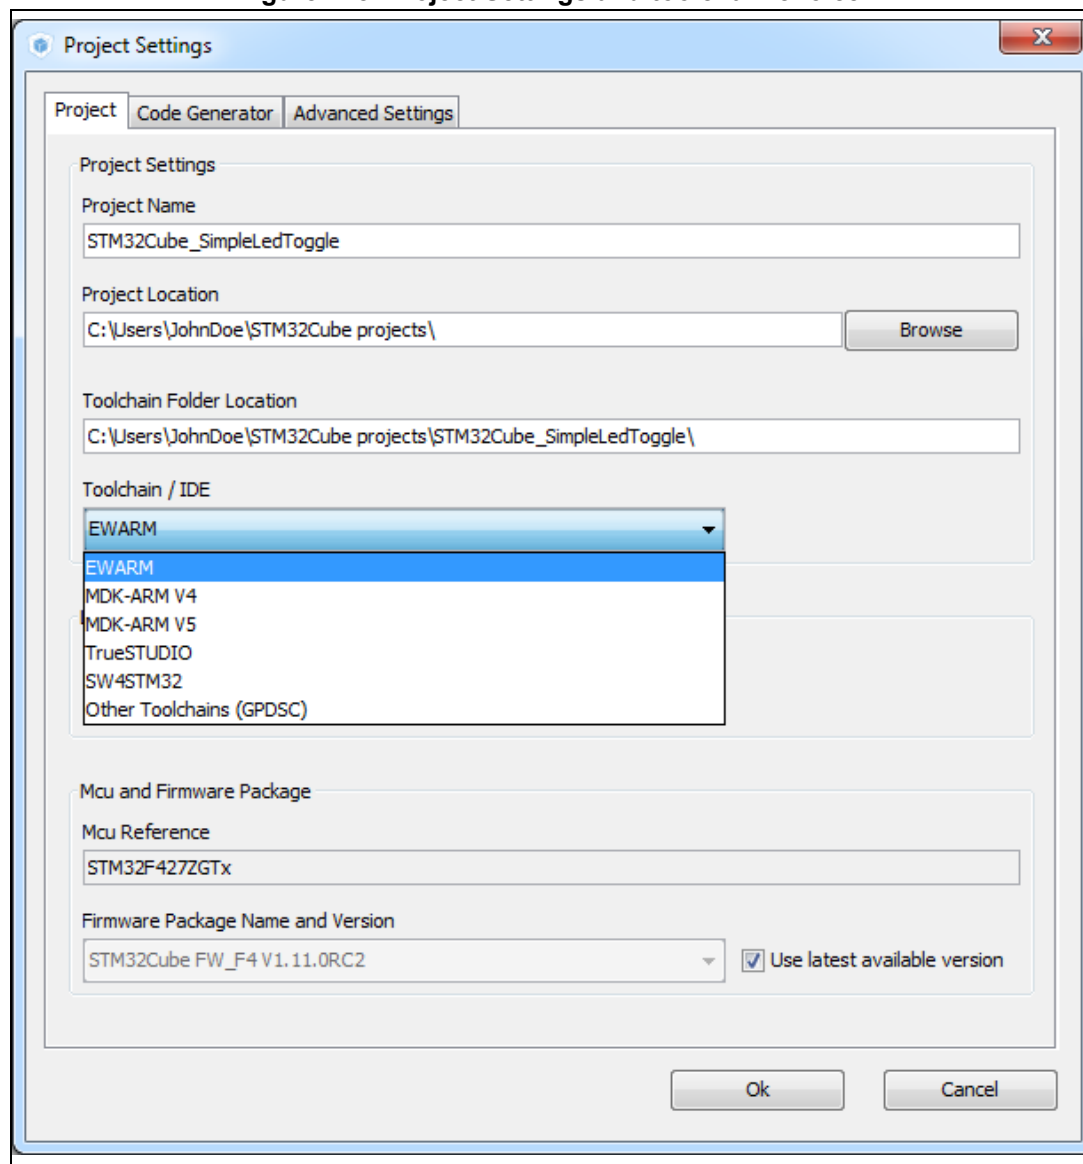 Project Settings
Project Code Generator Advanced Settings
Project Settings
Project Name
STM32Cube_SimpleLedToggle
Project Location
C:\Users\JohnDoe\STM32Cube projects\
Browse
Toolchain Folder Location
C:\Users\JohnDoe\STM32Cube projects\STM32Cube_SimpleLedToggle\
Toolchain / IDE
EWARM
EWARM
MDK-ARM V4
MDK-ARM V5
TrueSTUDIO
SW4STM32
Other Toolchains (GPDSC)
Mcu and Firmware Package
Mcu Reference
STM32F427ZGTx
Firmware Package Name and Version
STM32Cube FW_F4 V1.11.0RC2
Use latest available version
Ok Cancel